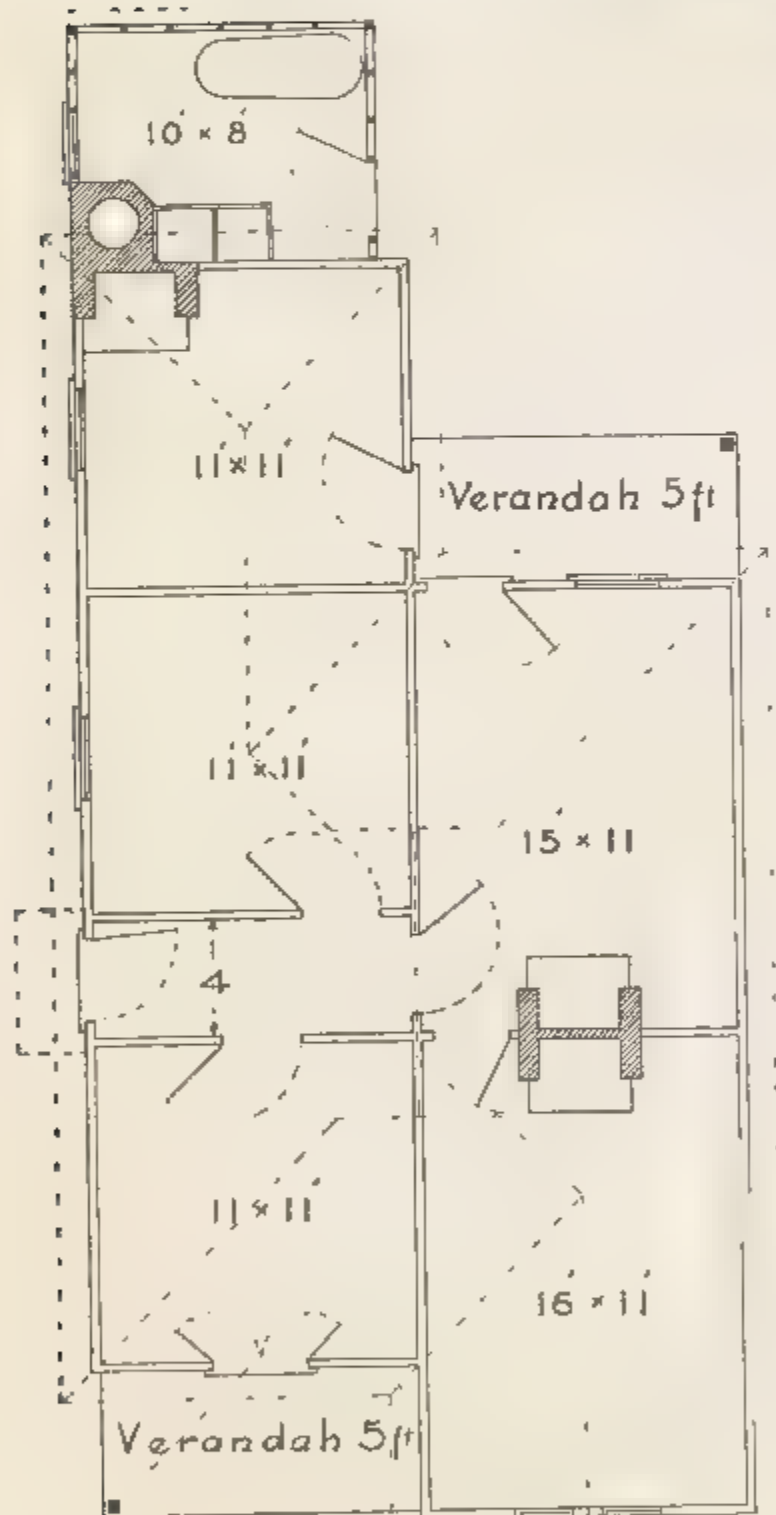 10' × 8'
11' × 11'
Verandah 5ft
11' × 11'
15' × 11'
4'
11' × 11'
16' × 11'
Verandah 5ft